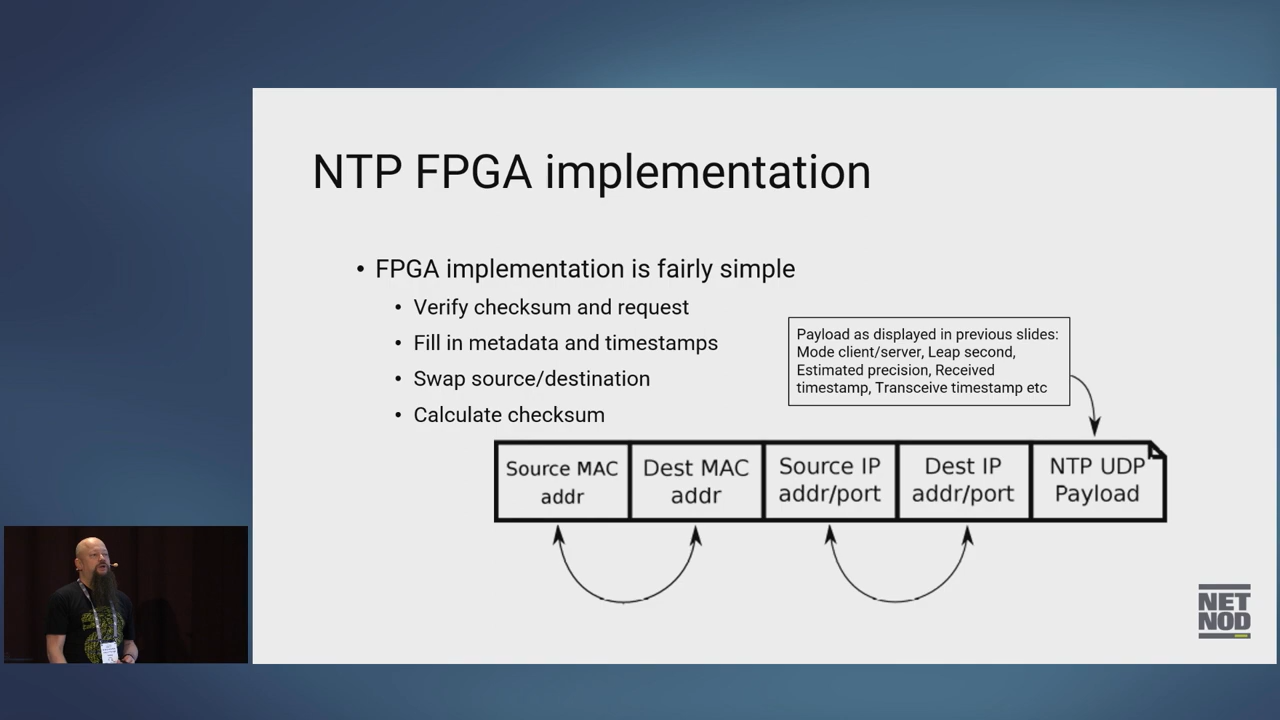 NTP FPGA implementation
• FPGA implementation is fairly simple
• Verify checksum and request
• Fill in metadata and timestamps
• Swap source/destination
• Calculate checksum
Payload as displayed in previous slides:
Mode client/server, Leap second,
Estimated precision, Received
timestamp, Transceive timestamp etc
Source MAC
addr
Dest MAC
addr
Source IP
addr/port
Dest IP
addr/port
NTP UDP
Payload
NET
NOD